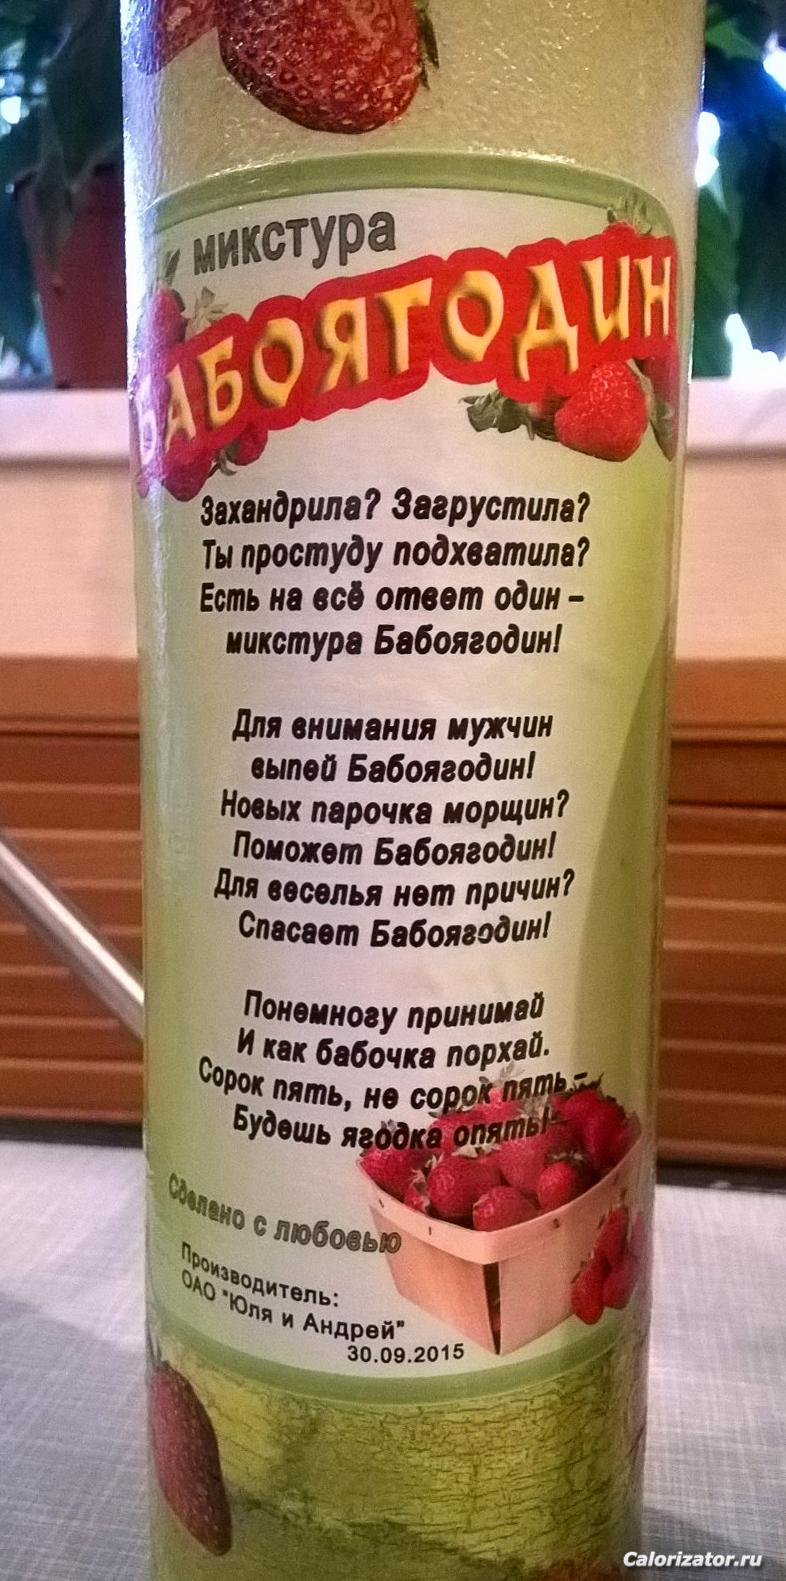 микстура
БАБОЯГОДИН
Захандрила? Загрустила?
Ты простуду подхватила?
Есть на всё ответ один –
микстура Бабоягодин!
Для внимания мужчин
выпей Бабоягодин!
Новых парочка морщин?
Поможет Бабоягодин!
Для веселья нет причин?
Спасает Бабоягодин!
Понемногу принимай
И как бабочка порхай.
Сорок пять, не сорок пять –
Будешь ягодка опять!
Сделано с любовью
Производитель:
ОАО "Юля и Андрей"
30.09.2015
Calorizator.ru